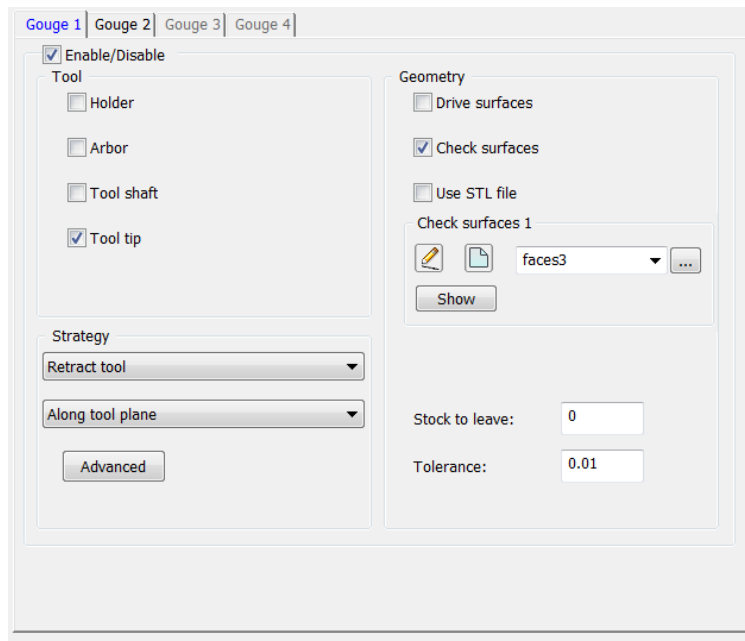 Gouge 1 Gouge 2 Gouge 3 Gouge 4
Enable/Disable
Tool
Holder
Arbor
Tool shaft
Tool tip
Strategy
Retract tool
Along tool plane
Advanced
Geometry
Drive surfaces
Check surfaces
Use STL file
Check surfaces 1
faces3 ...
Show
Stock to leave: 0
Tolerance: 0.01